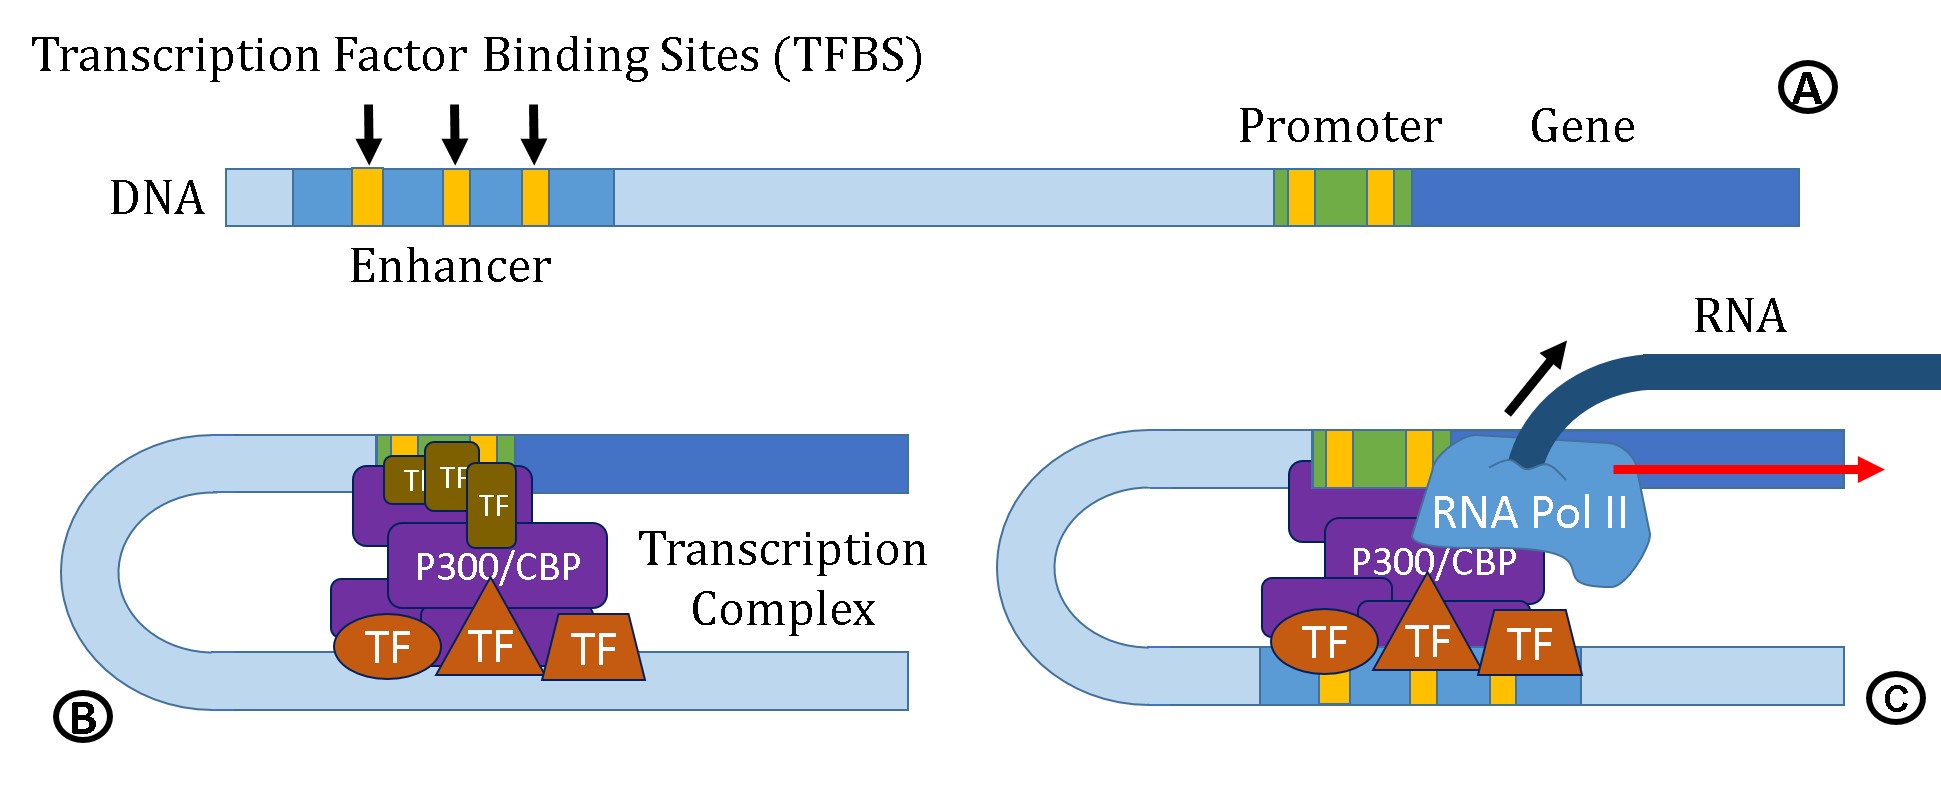 Transcription Factor Binding Sites (TFBS)
A
Promoter
Gene
DNA
Enhancer
RNA
TF
TF
TF
P300/CBP
Transcription
Complex
TF
TF
TF
B
RNA Pol II
P300/CBP
TF
TF
TF
C